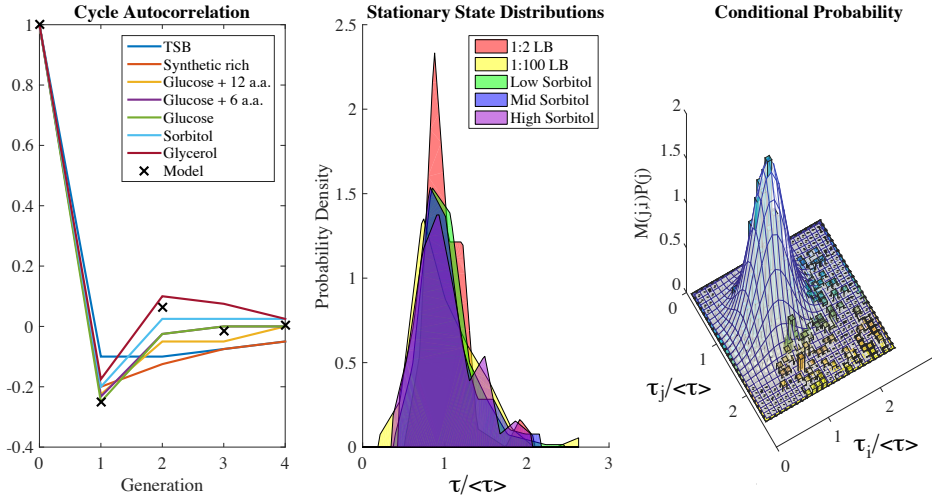 Cycle Autocorrelation
1
0.8
0.6
0.4
0.2
0
-0.2
-0.4
0
1
2
3
4
Generation
TSB
Synthetic rich
Glucose + 12 a.a.
Glucose + 6 a.a.
Glucose
Sorbitol
Glycerol
Model
Stationary State Distributions
Probability Density
2.5
2
1.5
1
0.5
0
0
1
2
3
τ/<τ>
1:2 LB
1:100 LB
Low Sorbitol
Mid Sorbitol
High Sorbitol
Conditional Probability
M(j,i)P(j)
2
1.5
1
0.5
0
0
1
2
τj/<τ>
0
1
2
τi/<τ>